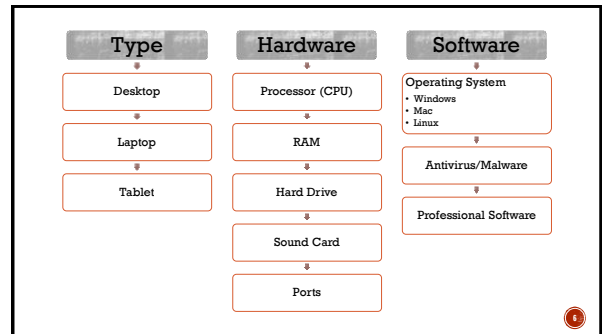 Type
Desktop
Laptop
Tablet
Hardware
Processor (CPU)
RAM
Hard Drive
Sound Card
Ports
Software
Operating System
• Windows
• Mac
• Linux
Antivirus/Malware
Professional Software
6